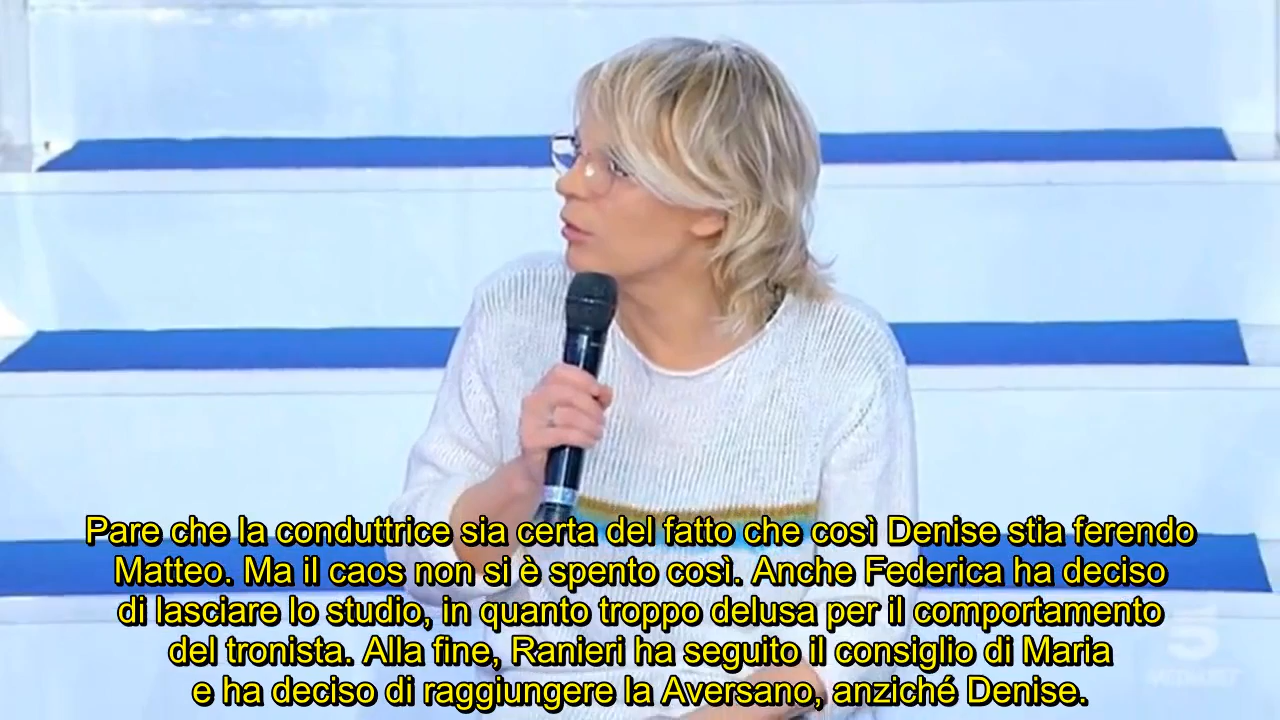 Pare che la conduttrice sia certa del fatto che così Denise stia ferendo
Matteo. Ma il caos non si è spento così. Anche Federica ha deciso
di lasciare lo studio, in quanto troppo delusa per il comportamento
del tronista. Alla fine, Ranieri ha seguito il consiglio di Maria
e ha deciso di raggiungere la Aversano, anziché Denise.
5